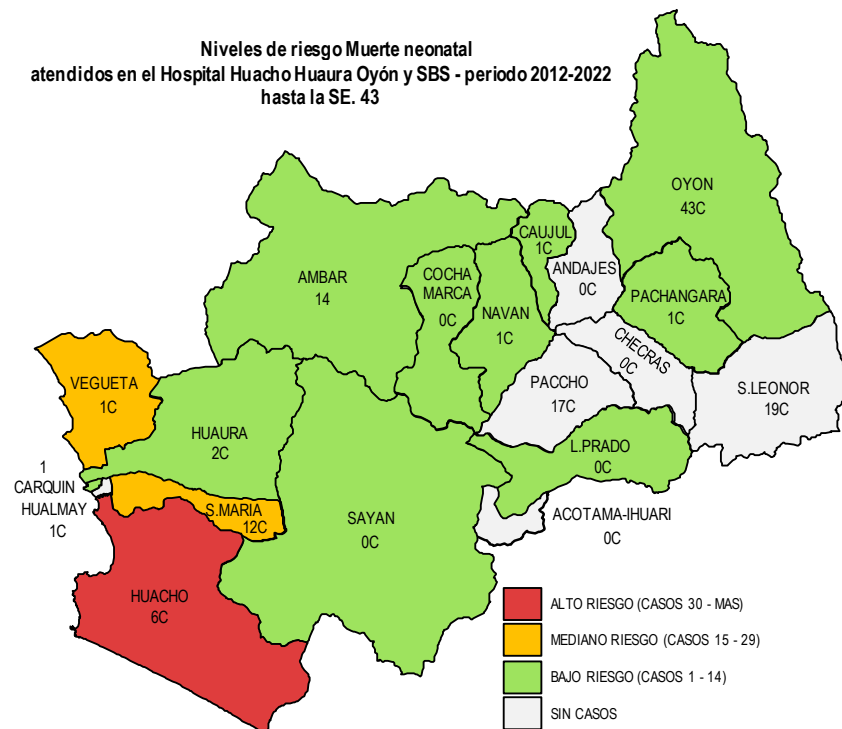 Niveles de riesgo Muerte neonatal
atendidos en el Hospital Huacho Huaura Oyón y SBS - periodo 2012-2022
hasta la SE. 43
OYON
43C
CAUJUL
1C
ANDAJES
0C
AMBAR
14
COCHA
MARCA
0C
NAVAN
1C
PACHANGARA
1C
CHECRAS
0C
VEGUETA
1C
PACCHO
17C
S.LEONOR
19C
HUAURA
2C
L.PRADO
0C
1
CARQUIN
HUALMAY
1C
S.MARIA
12C
SAYAN
0C
ACOTAMA-IHUARI
0C
HUACHO
6C
ALTO RIESGO (CASOS 30 - MAS)
MEDIANO RIESGO (CASOS 15 - 29)
BAJO RIESGO (CASOS 1 - 14)
SIN CASOS